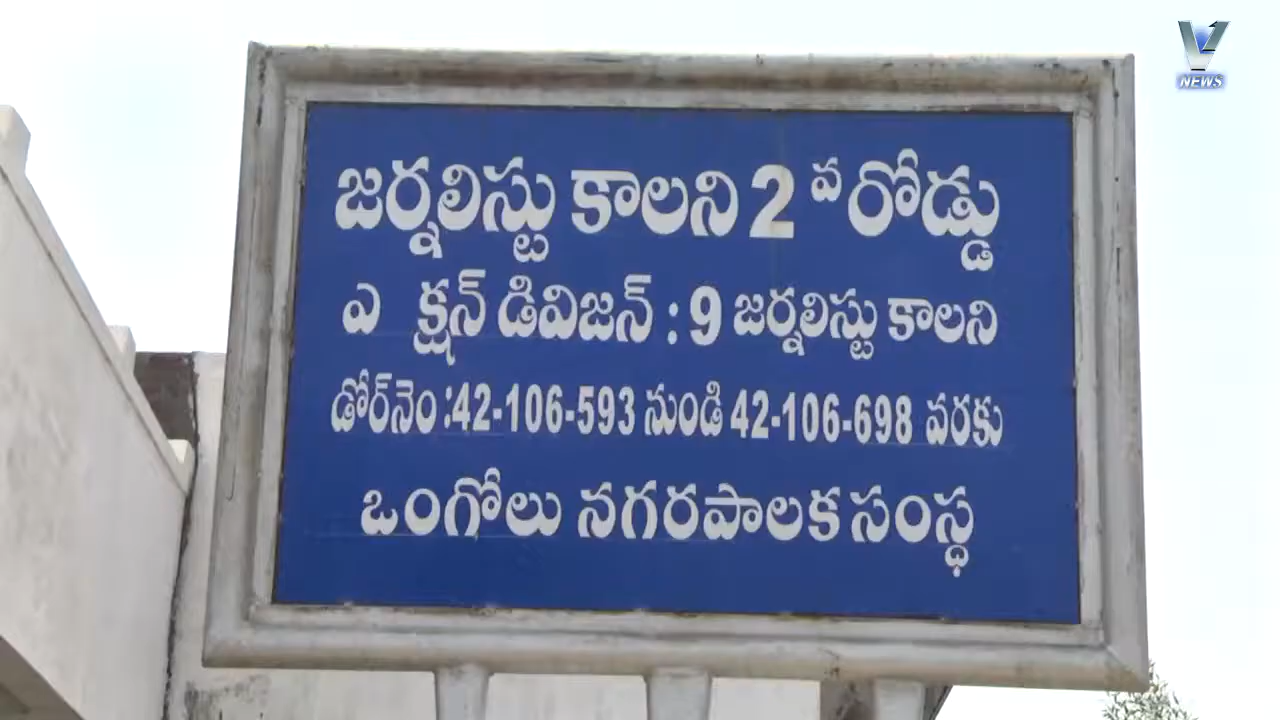 జర్నలిస్టు కాలని 2 వ రోడ్డు
ఎ క్షన్ డివిజన్ : 9 జర్నలిస్టు కాలని
డోర్‌నెం :42-106-593 నుండి 42-106-698 వరకు
ఒంగోలు నగరపాలక సంస్థ
V NEWS